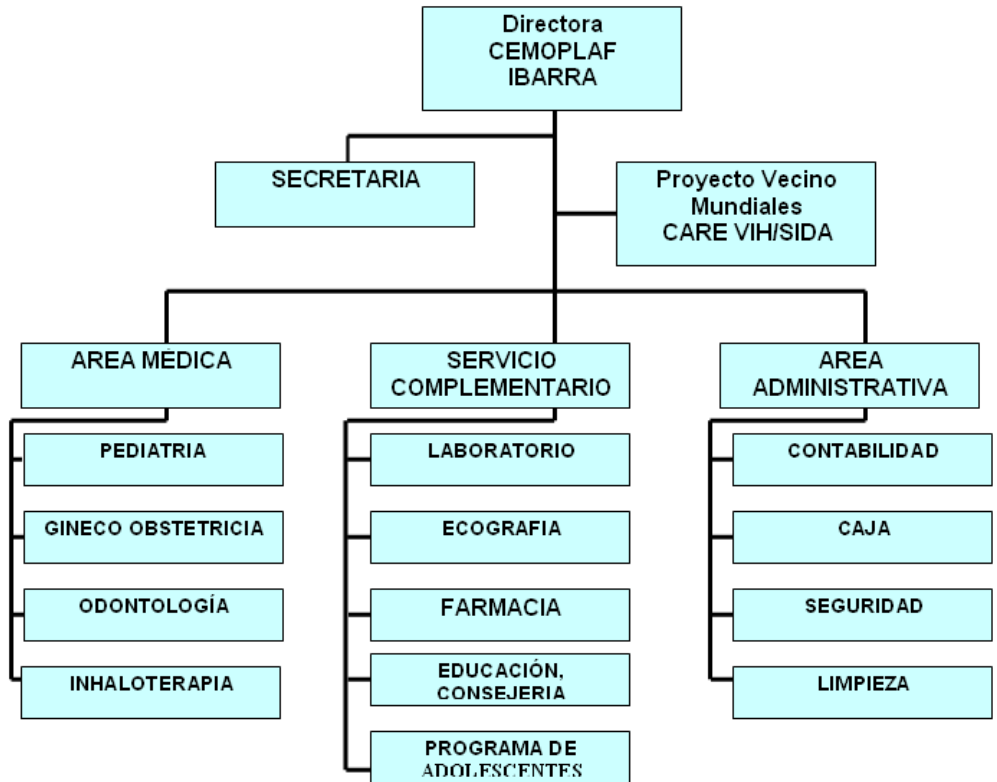 Directora
CEMOPLAF
IBARRA
SECRETARIA
Proyecto Vecino
Mundiales
CARE VIH/SIDA
AREA MÉDICA
SERVICIO
COMPLEMENTARIO
AREA
ADMINISTRATIVA
PEDIATRIA
LABORATORIO
CONTABILIDAD
GINECO OBSTETRICIA
ECOGRAFIA
CAJA
ODONTOLOGÍA
FARMACIA
SEGURIDAD
INHALOTERAPIA
EDUCACIÓN,
CONSEJERIA
LIMPIEZA
PROGRAMA DE
ADOLESCENTES